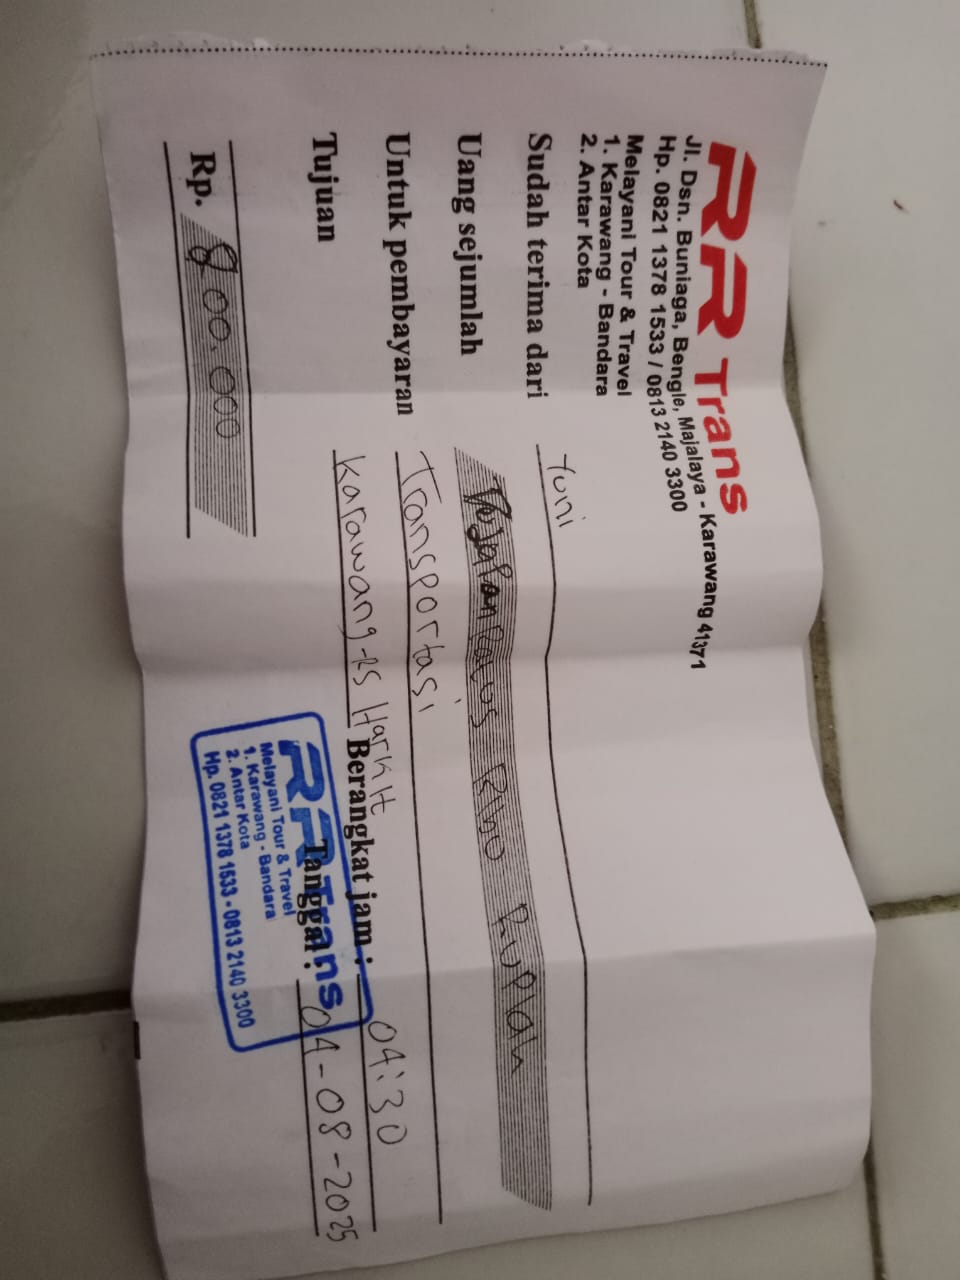 RR Trans
Jl. Dsn. Buniaga, Bengle, Majalaya - Karawang 41371
Hp. 0821 1378 1533 / 0813 2140 3300
Melayani Tour & Travel
1. Karawang - Bandara
2. Antar Kota
Sudah terima dari Yuni
Uang sejumlah Ratus Ribu Rupiah
Untuk pembayaran Transportasi
Tujuan Karawang-RS Harkit Berangkat jam : 04:30
Tanggal : 04-08-2025
Rp. 800.000
RR Trans
Melayani Tour & Travel
1. Karawang - Bandara
2. Antar Kota
Hp. 0821 1378 1533 - 0813 2140 3300